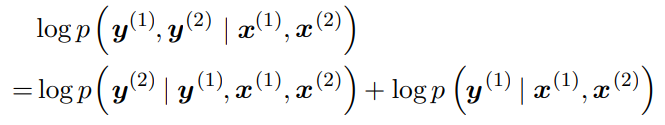 log p(y^{(1)}, y^{(2)} | x^{(1)}, x^{(2)})
= log p(y^{(2)} | y^{(1)}, x^{(1)}, x^{(2)}) + log p(y^{(1)} | x^{(1)}, x^{(2)})